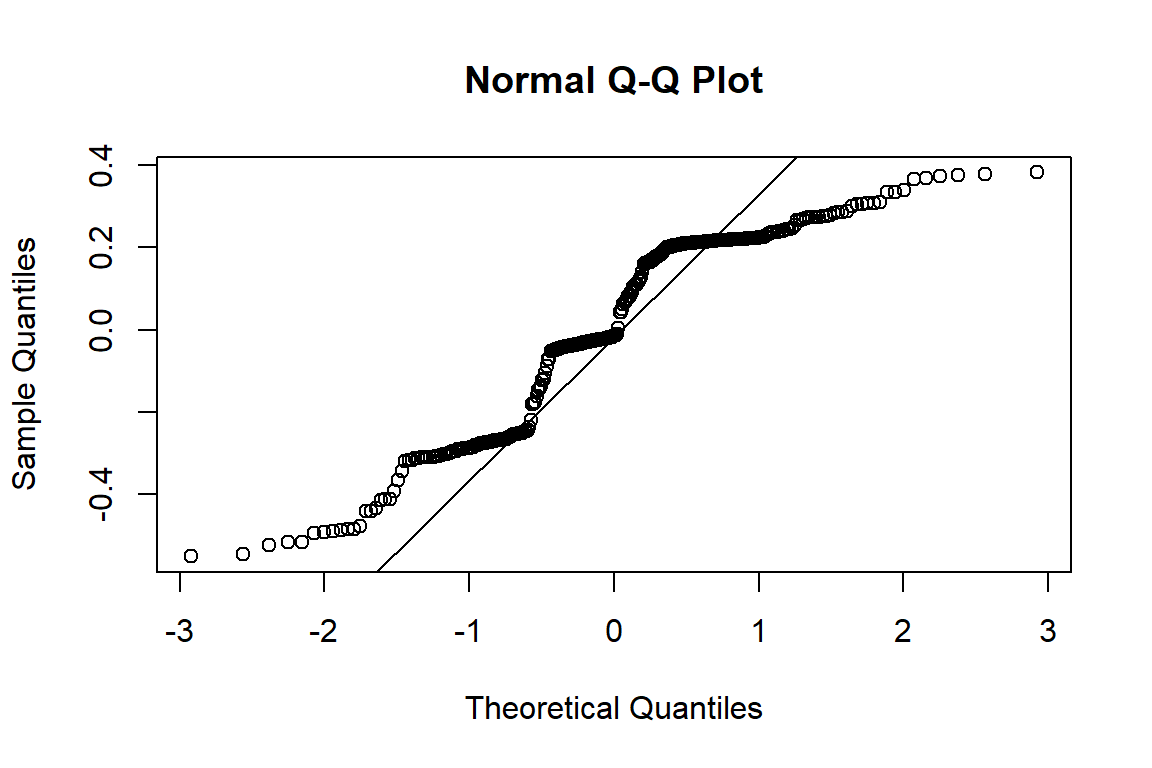 Normal Q-Q Plot
Sample Quantiles
0.4
0.2
0.0
-0.4
-3 -2 -1 0 1 2 3
Theoretical Quantiles